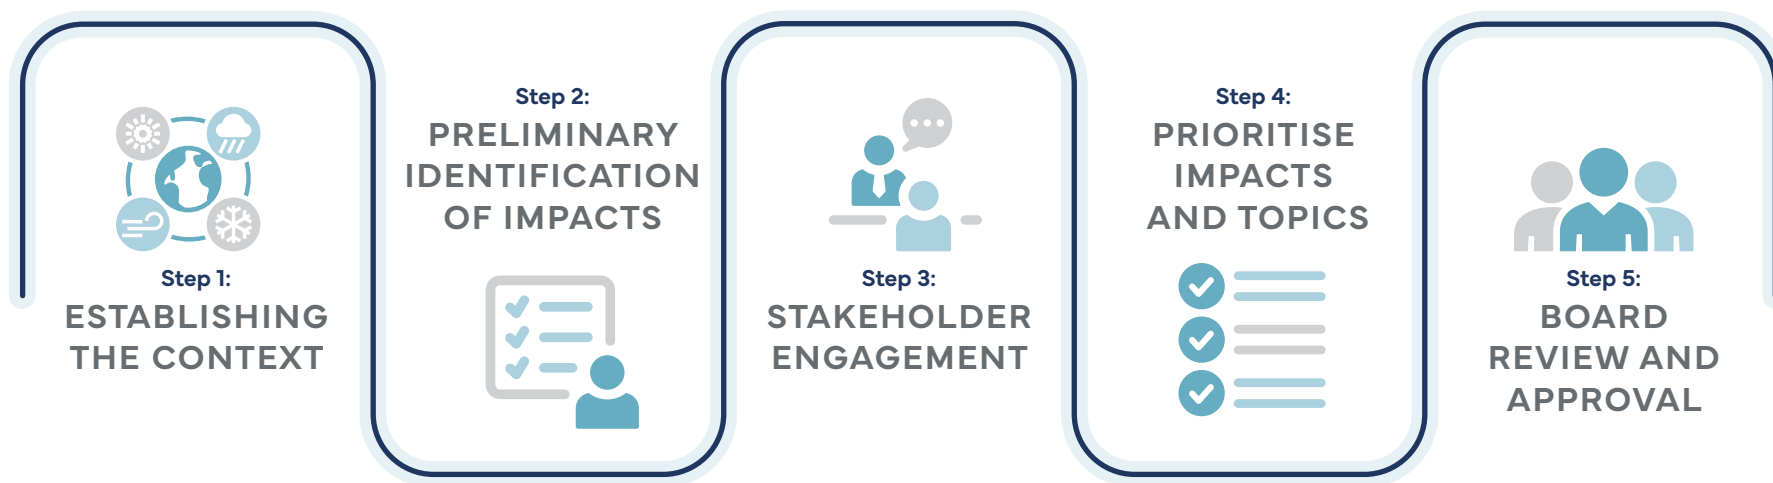 Step 1:
ESTABLISHING
THE CONTEXT
Step 2:
PRELIMINARY
IDENTIFICATION
OF IMPACTS
Step 3:
STAKEHOLDER
ENGAGEMENT
Step 4:
PRIORITISE
IMPACTS
AND TOPICS
Step 5:
BOARD
REVIEW AND
APPROVAL